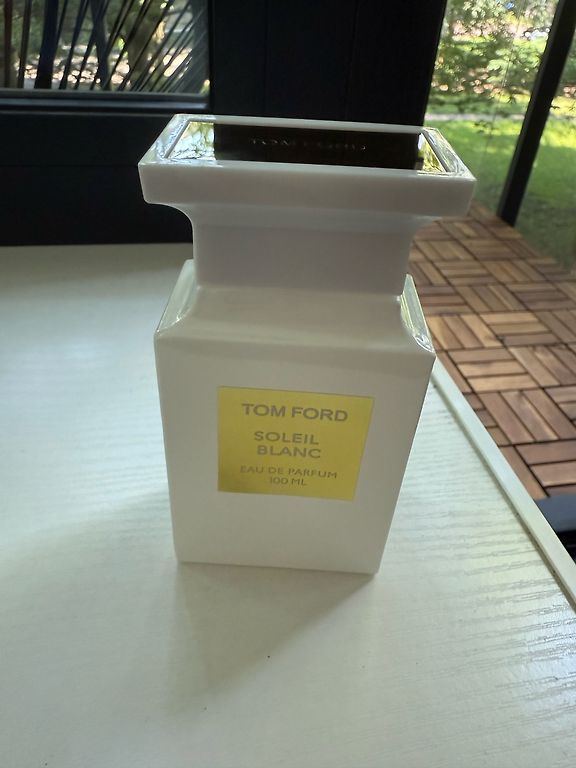 TOM FORD
TOM FORD
SOLEIL
BLANC
EAU DE PARFUM
100 ML